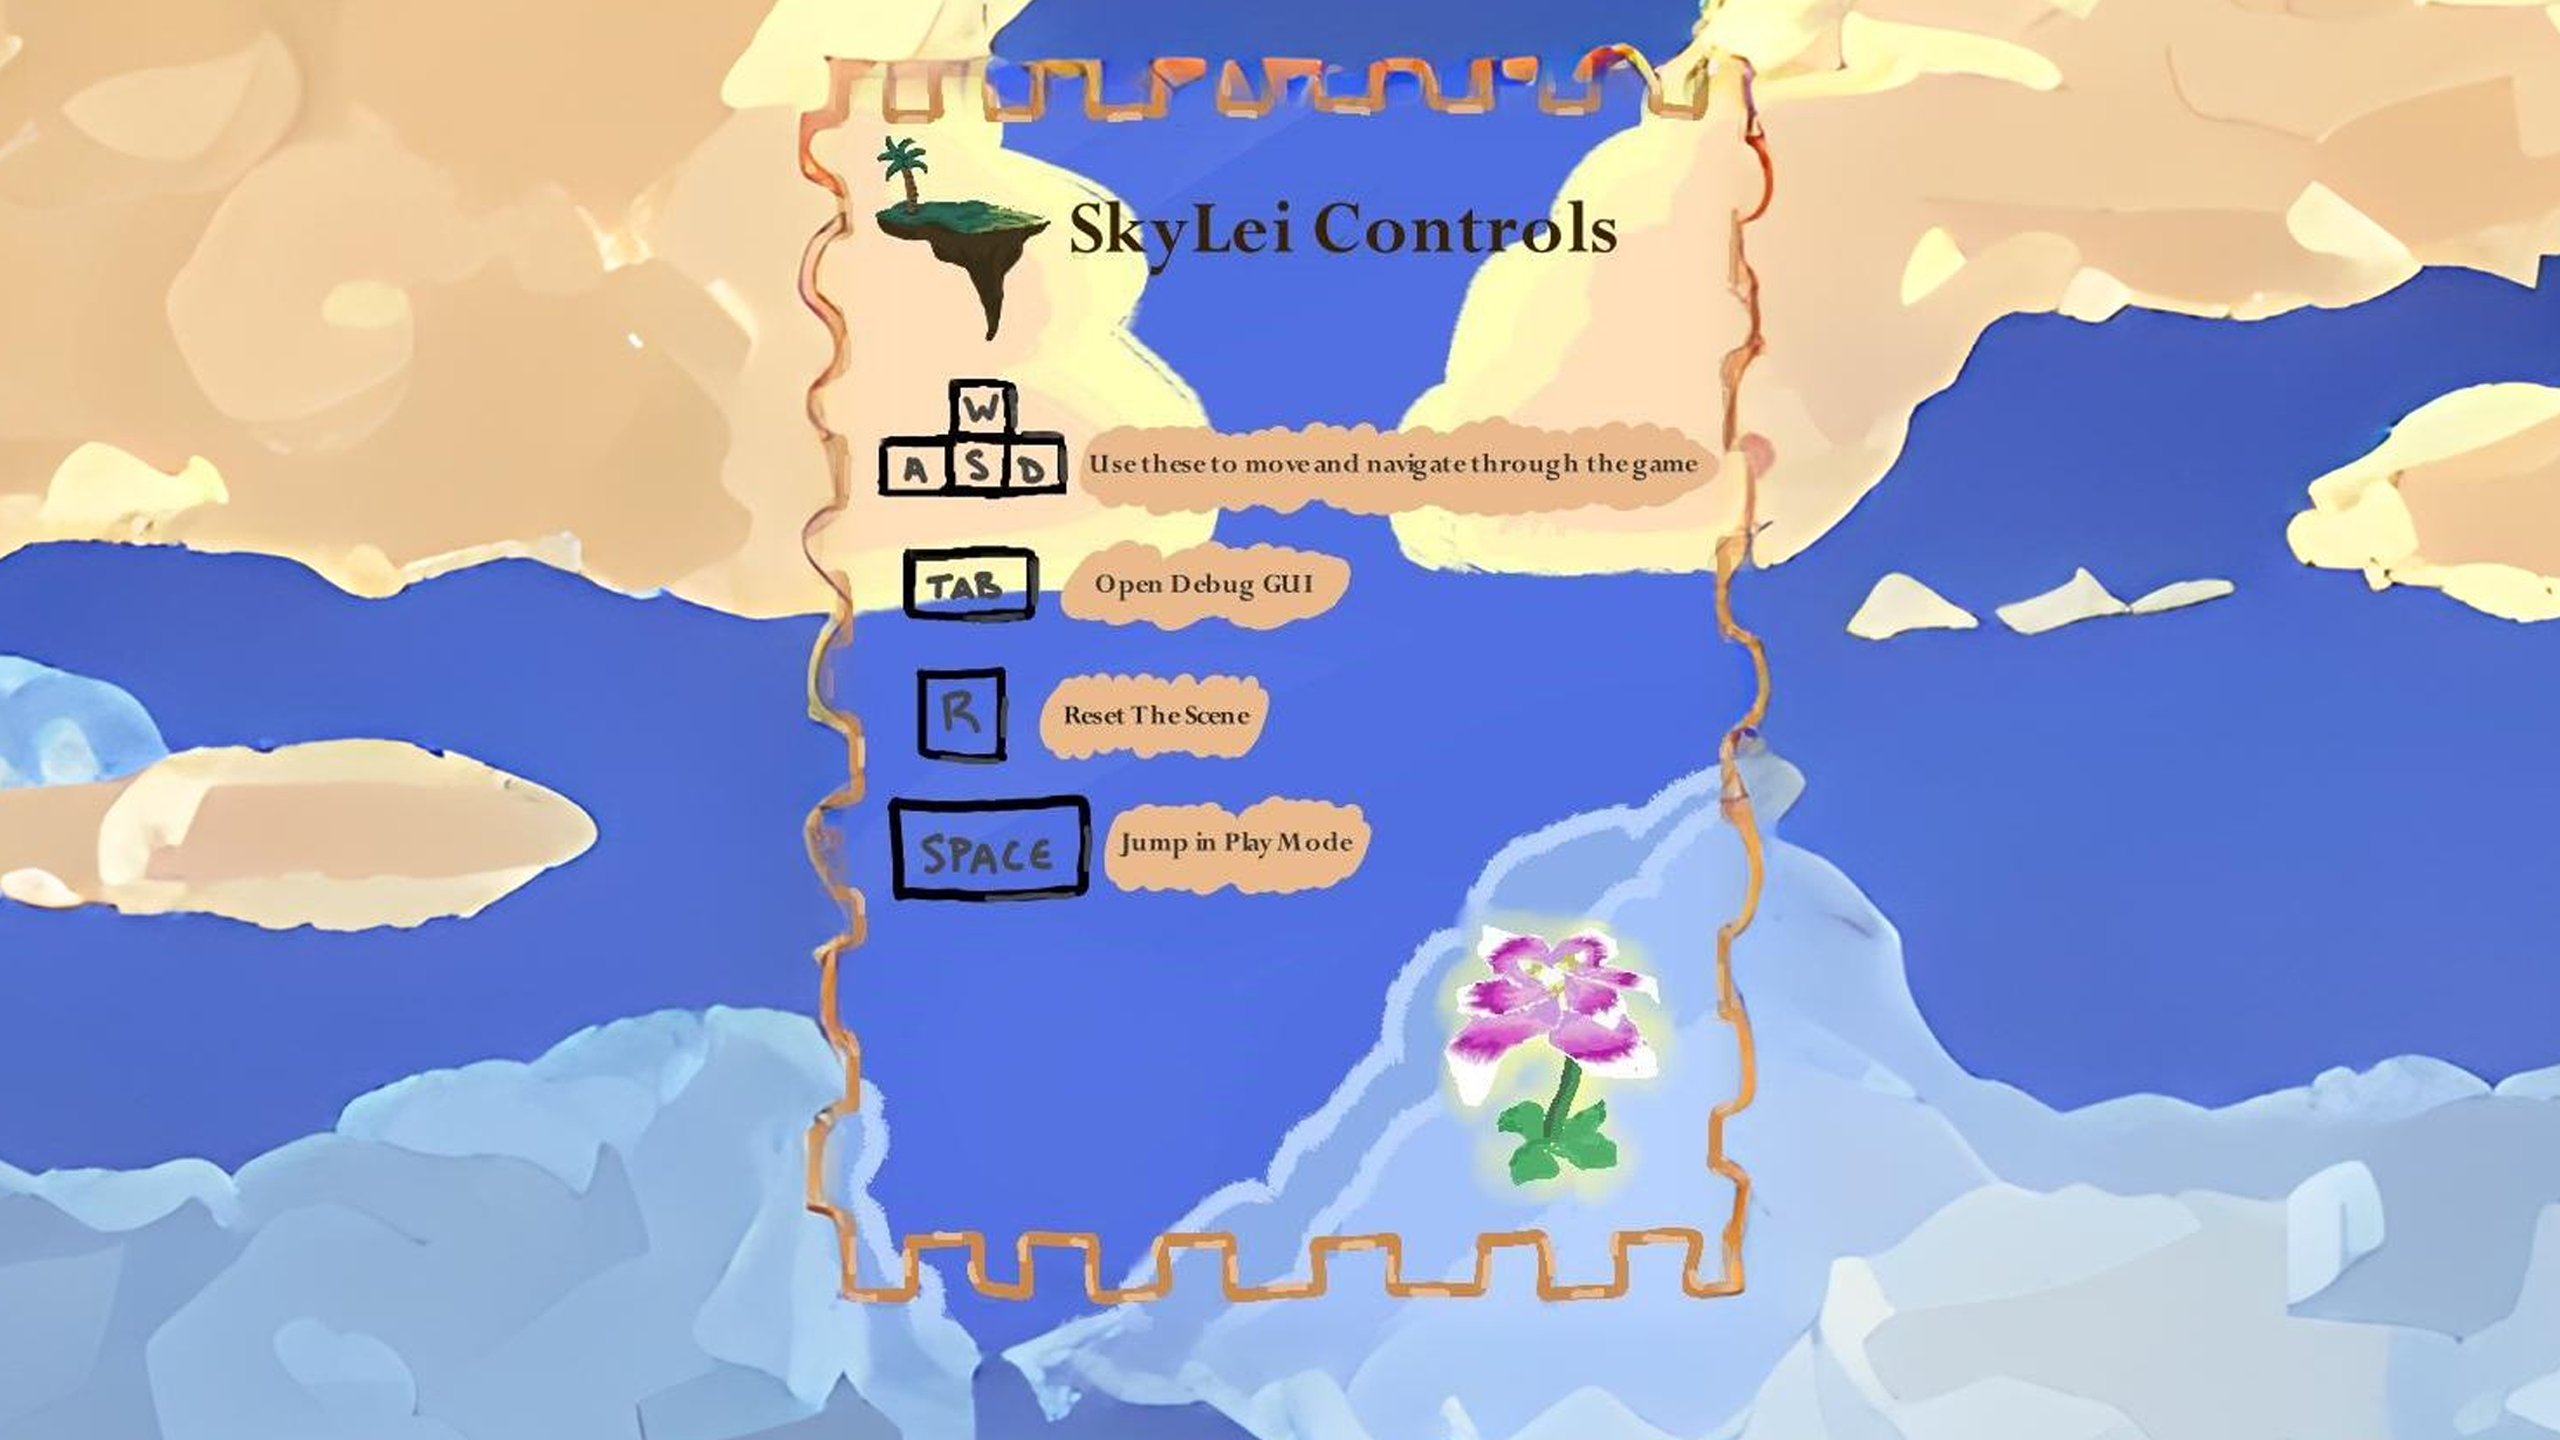 SkyLei Controls
W
A S D
Use these to move and navigate through the game
TAB
Open Debug GUI
R
Reset The Scene
SPACE
Jump in Play Mode